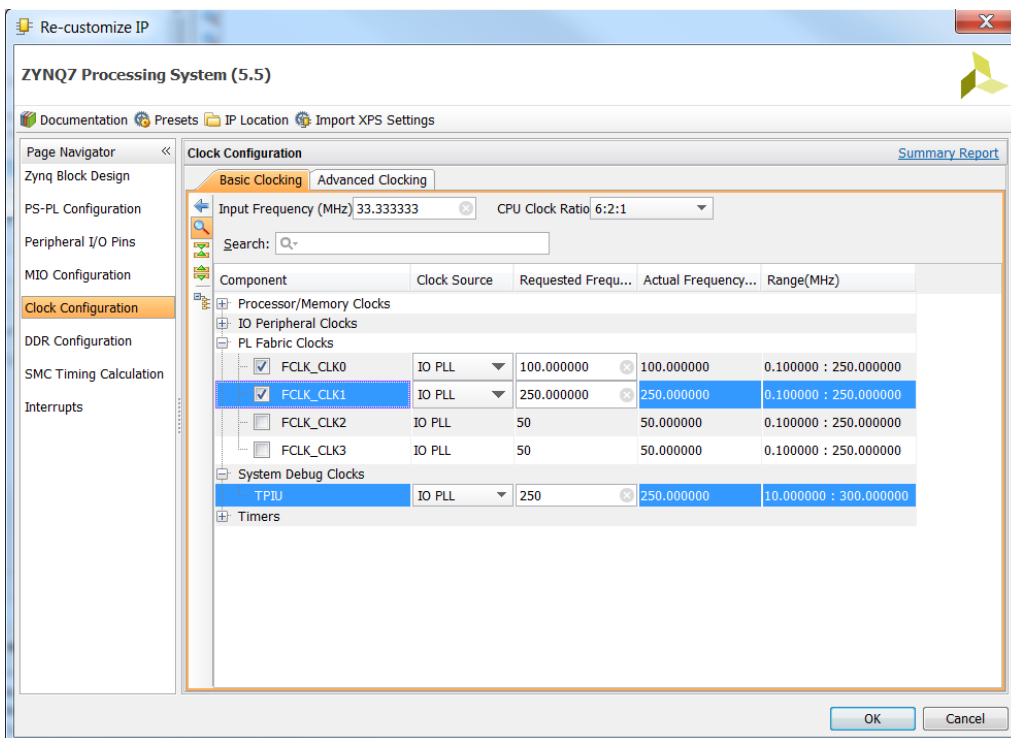 Re-customize IP
ZYNQ7 Processing System (5.5)
Documentation Presets IP Location Import XPS Settings
Page Navigator «
Zynq Block Design
PS-PL Configuration
Peripheral I/O Pins
MIO Configuration
Clock Configuration
DDR Configuration
SMC Timing Calculation
Interrupts
Clock Configuration Summary Report
Basic Clocking Advanced Clocking
Input Frequency (MHz) 33.333333 CPU Clock Ratio 6:2:1
Search:
Component Clock Source Requested Frequ... Actual Frequency... Range(MHz)
Processor/Memory Clocks
IO Peripheral Clocks
PL Fabric Clocks
FCLK_CLK0 IO PLL 100.000000 100.000000 0.100000 : 250.000000
FCLK_CLK1 IO PLL 250.000000 250.000000 0.100000 : 250.000000
FCLK_CLK2 IO PLL 50 50.000000 0.100000 : 250.000000
FCLK_CLK3 IO PLL 50 50.000000 0.100000 : 250.000000
System Debug Clocks
TPIU IO PLL 250 250.000000 10.000000 : 300.000000
Timers
OK Cancel